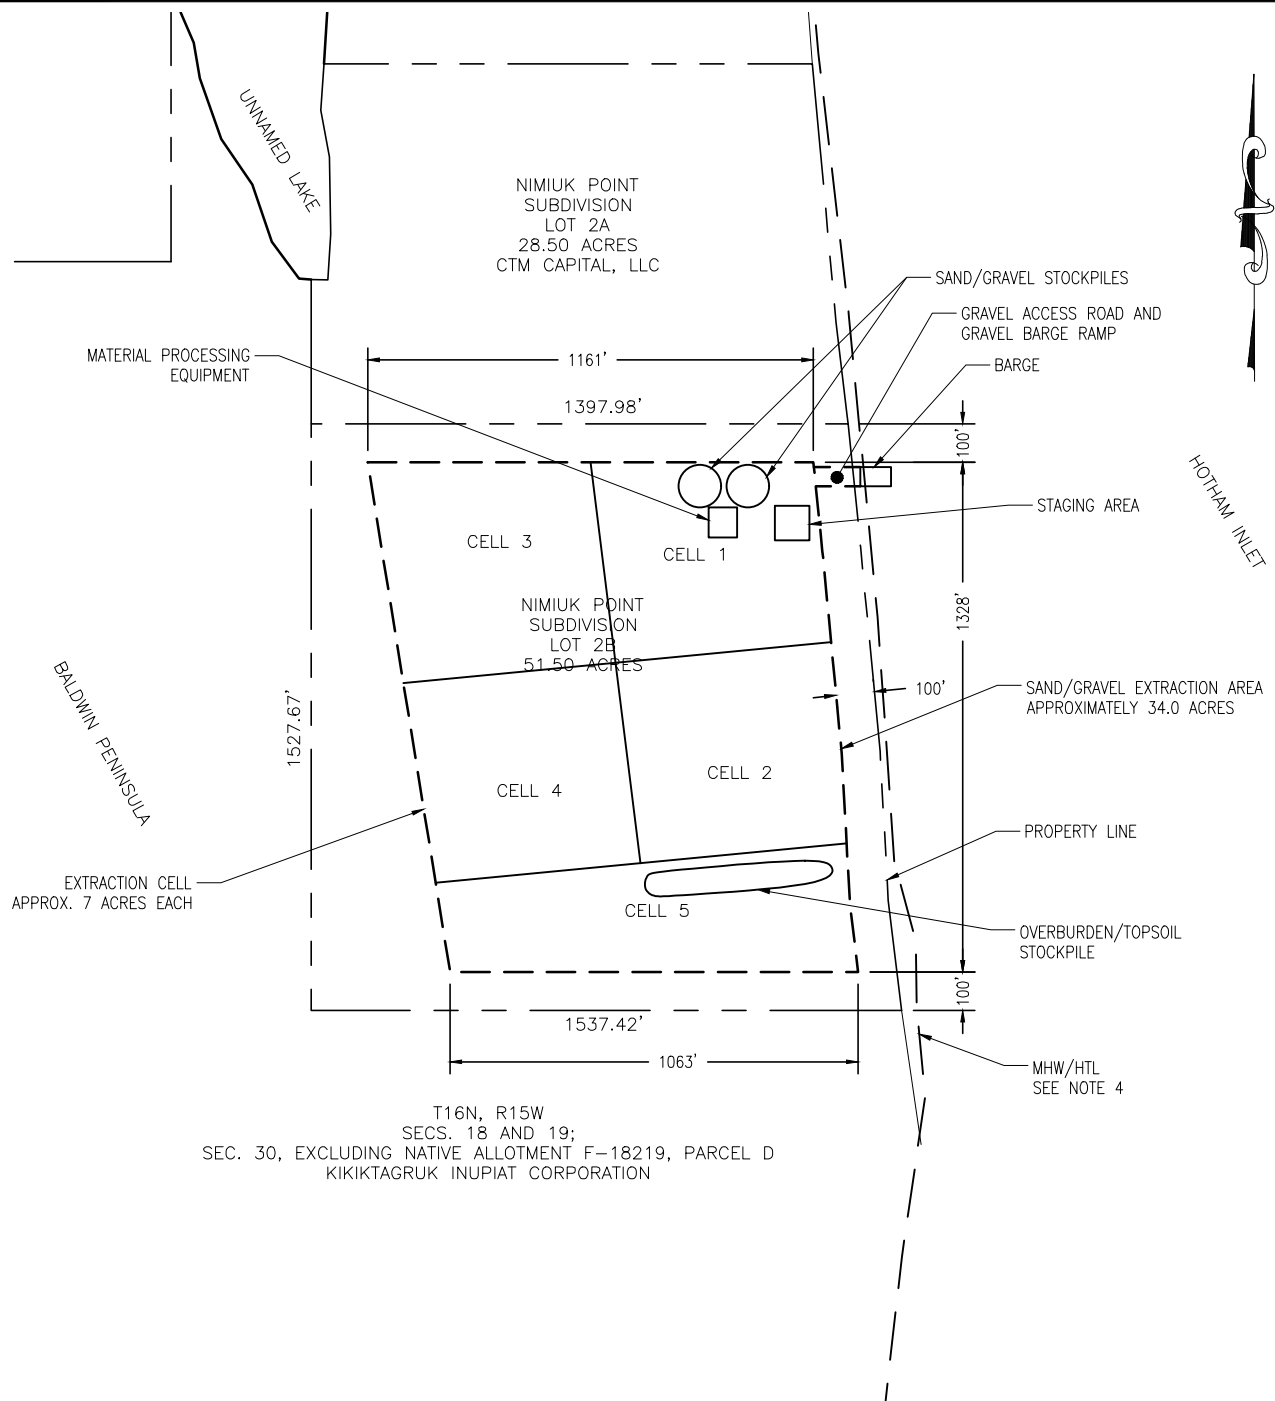 UNNAMED LAKE
NIMIUK POINT
SUBDIVISION
LOT 2A
28.50 ACRES
CTM CAPITAL, LLC
SAND/GRAVEL STOCKPILES
GRAVEL ACCESS ROAD AND
GRAVEL BARGE RAMP
BARGE
MATERIAL PROCESSING
EQUIPMENT
1161'
1397.98'
100'
HOTHAM INLET
STAGING AREA
CELL 3
CELL 1
1328'
NIMIUK POINT
SUBDIVISION
LOT 2B
51.50 ACRES
BALDWIN PENINSULA
1527.67'
100'
SAND/GRAVEL EXTRACTION AREA
APPROXIMATELY 34.0 ACRES
CELL 2
CELL 4
PROPERTY LINE
EXTRACTION CELL
APPROX. 7 ACRES EACH
CELL 5
OVERBURDEN/TOPSOIL
STOCKPILE
100'
1537.42'
1063'
MHW/HTL
SEE NOTE 4
T16N, R15W
SECS. 18 AND 19;
SEC. 30, EXCLUDING NATIVE ALLOTMENT F-18219, PARCEL D
KIKIKTAGRUK INUPIAT CORPORATION